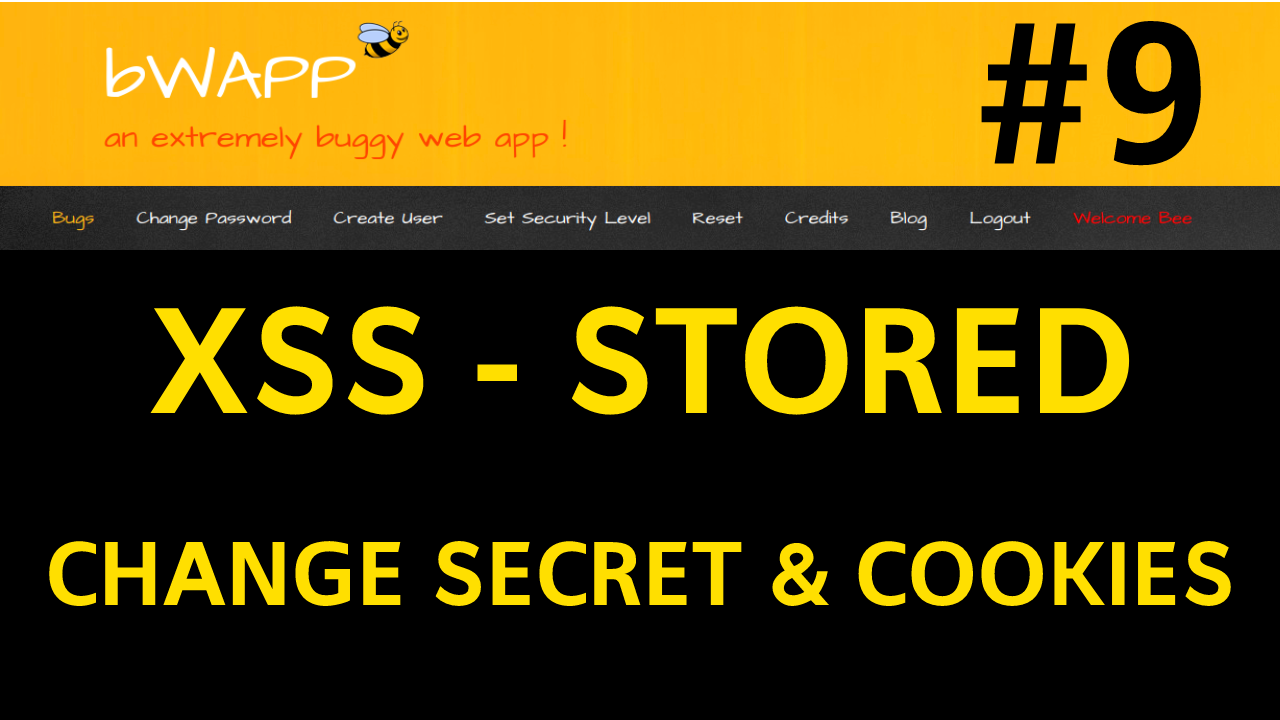 bWAPP
#9
an extremely buggy web app !
Bugs Change Password Create User Set Security Level Reset Credits Blog Logout Welcome Bee
XSS - STORED
CHANGE SECRET & COOKIES